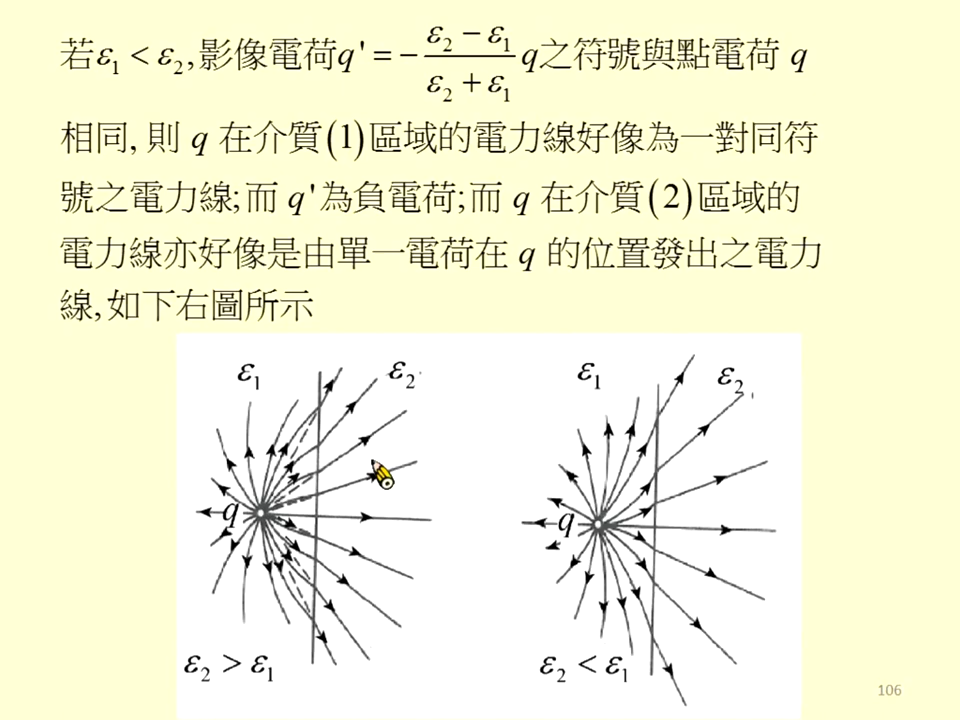 若ε₁ < ε₂,影像電荷q' = −(ε₂ − ε₁)/(ε₂ + ε₁) q之符號與點電荷 q
相同, 則 q 在介質(1)區域的電力線好像為一對同符
號之電力線;而 q'為負電荷;而 q 在介質(2)區域的
電力線亦好像是由單一電荷在 q 的位置發出之電力
線,如下右圖所示
ε₁ ε₂
q
ε₂ > ε₁
ε₁ ε₂
q
ε₂ < ε₁
106